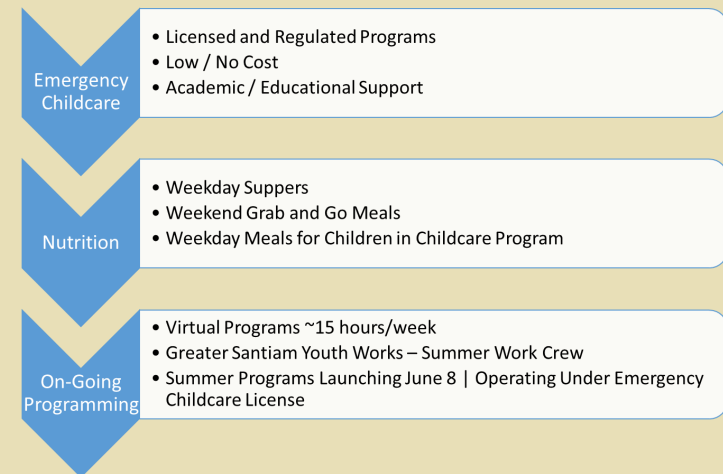 Emergency
Childcare
• Licensed and Regulated Programs
• Low / No Cost
• Academic / Educational Support
Nutrition
• Weekday Suppers
• Weekend Grab and Go Meals
• Weekday Meals for Children in Childcare Program
On-Going
Programming
• Virtual Programs ~15 hours/week
• Greater Santiam Youth Works – Summer Work Crew
• Summer Programs Launching June 8 | Operating Under Emergency
Childcare License